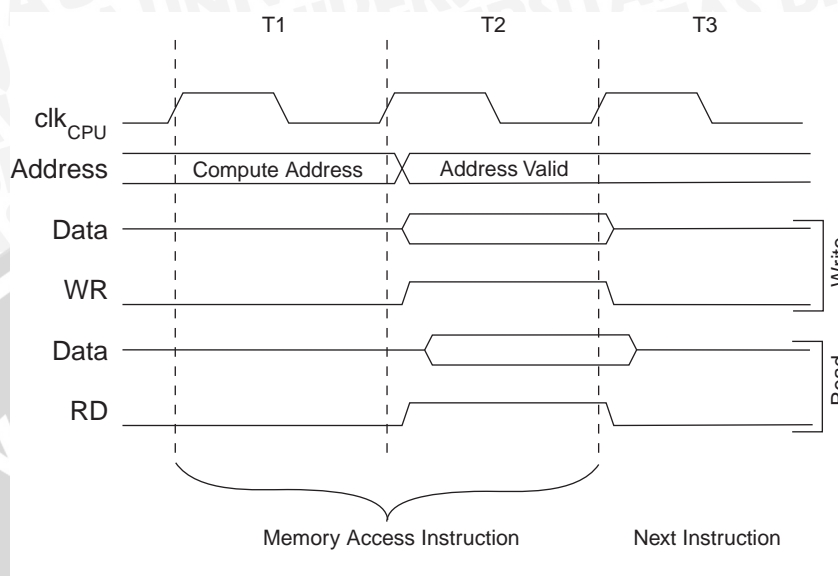 T1 T2 T3
clkCPU
Address Compute Address Address Valid
Data
WR
Write
Data
RD
Read
Memory Access Instruction Next Instruction